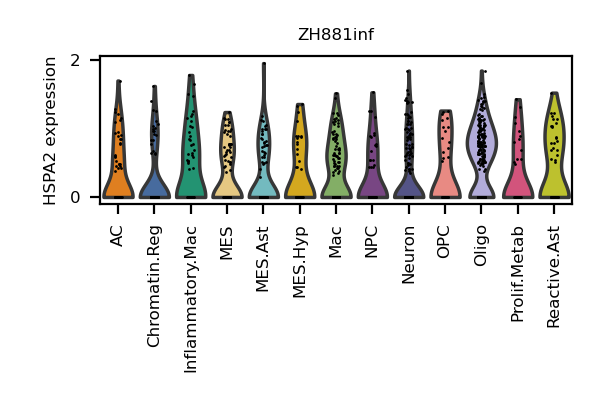 ZH881inf
HSPA2 expression
2
0
AC
Chromatin.Reg
Inflammatory.Mac
MES
MES.Ast
MES.Hyp
Mac
NPC
Neuron
OPC
Oligo
Prolif.Metab
Reactive.Ast